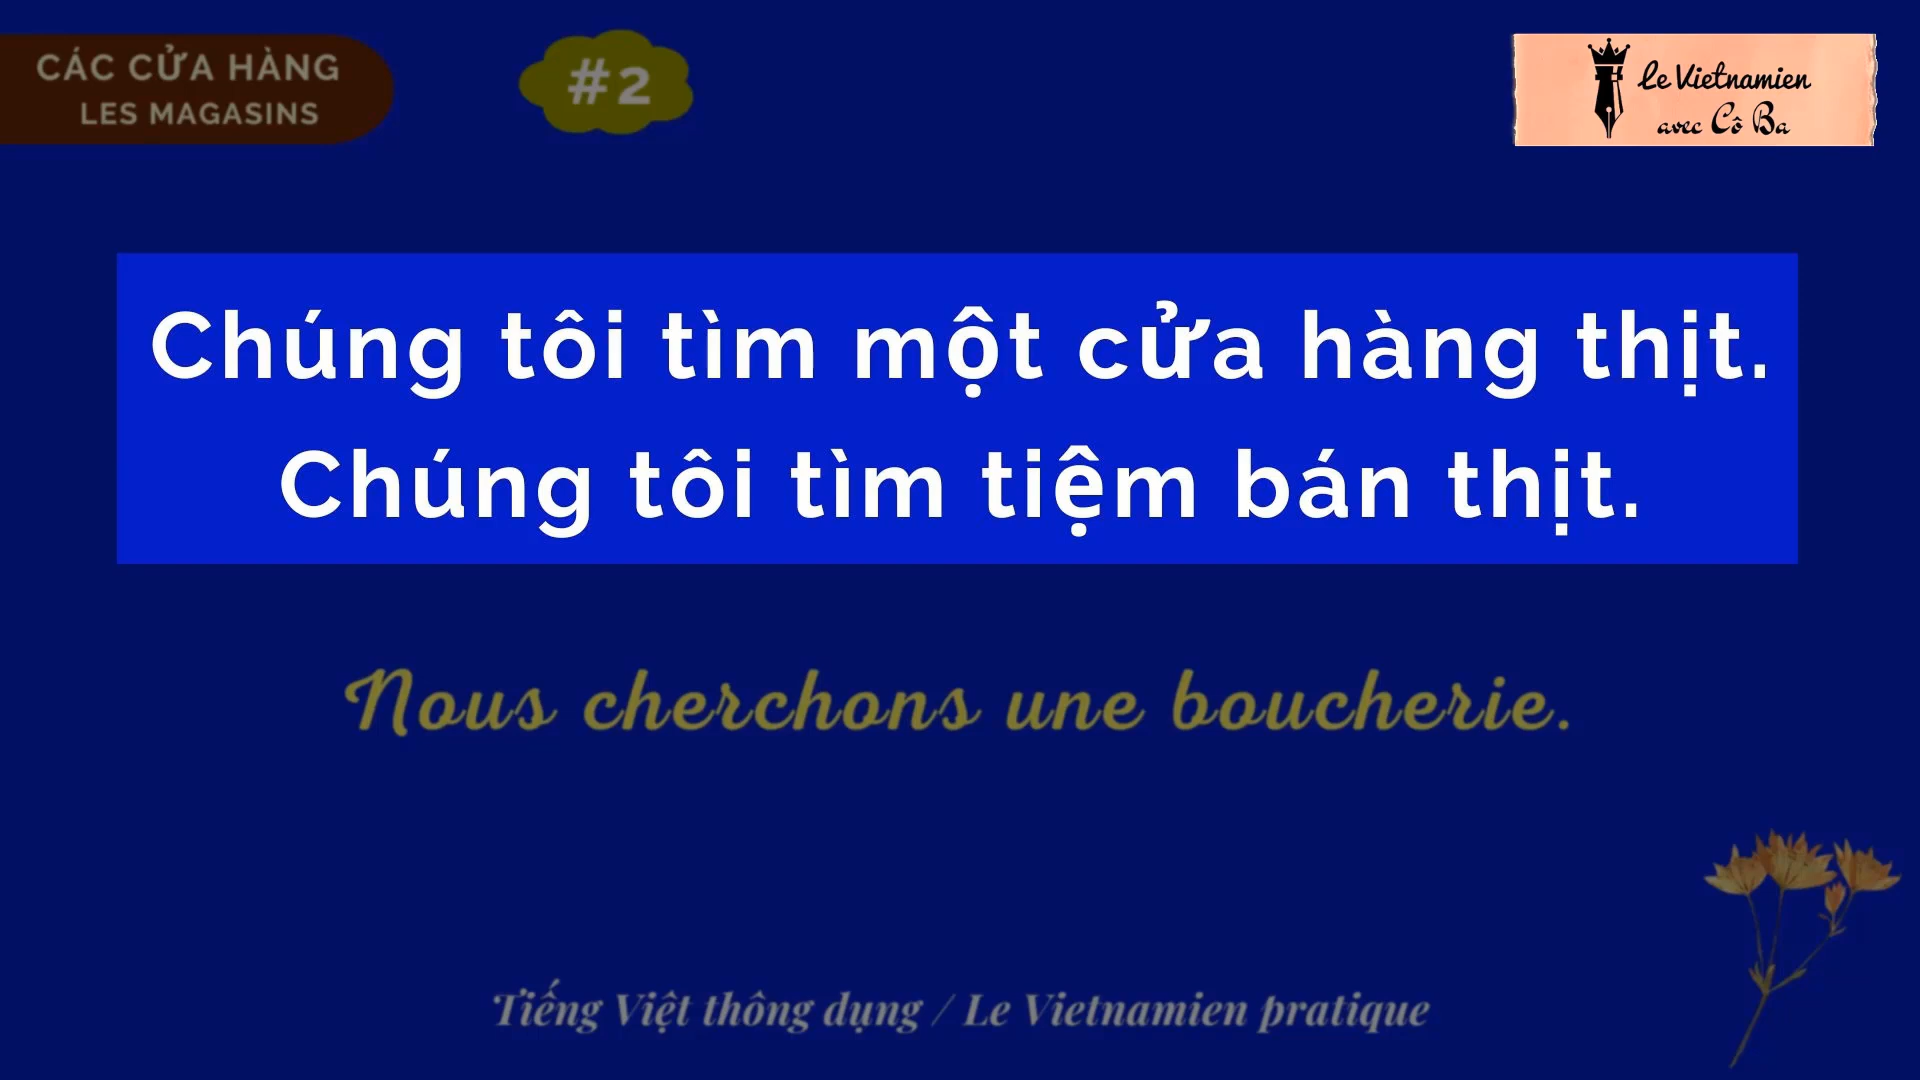 CÁC CỬA HÀNG
LES MAGASINS
#2
Le Vietnamien
avec Cô Ba
Chúng tôi tìm một cửa hàng thịt.
Chúng tôi tìm tiệm bán thịt.
Nous cherchons une boucherie.
Tiếng Việt thông dụng / Le Vietnamien pratique